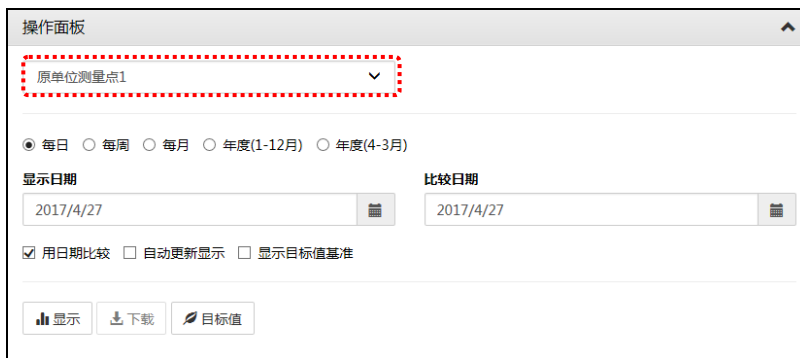 操作面板
原单位测量点1
每日 每周 每月 年度(1-12月) 年度(4-3月)
显示日期 比较日期
2017/4/27 2017/4/27
用日期比较 自动更新显示 显示目标值基准
显示 下载 目标值